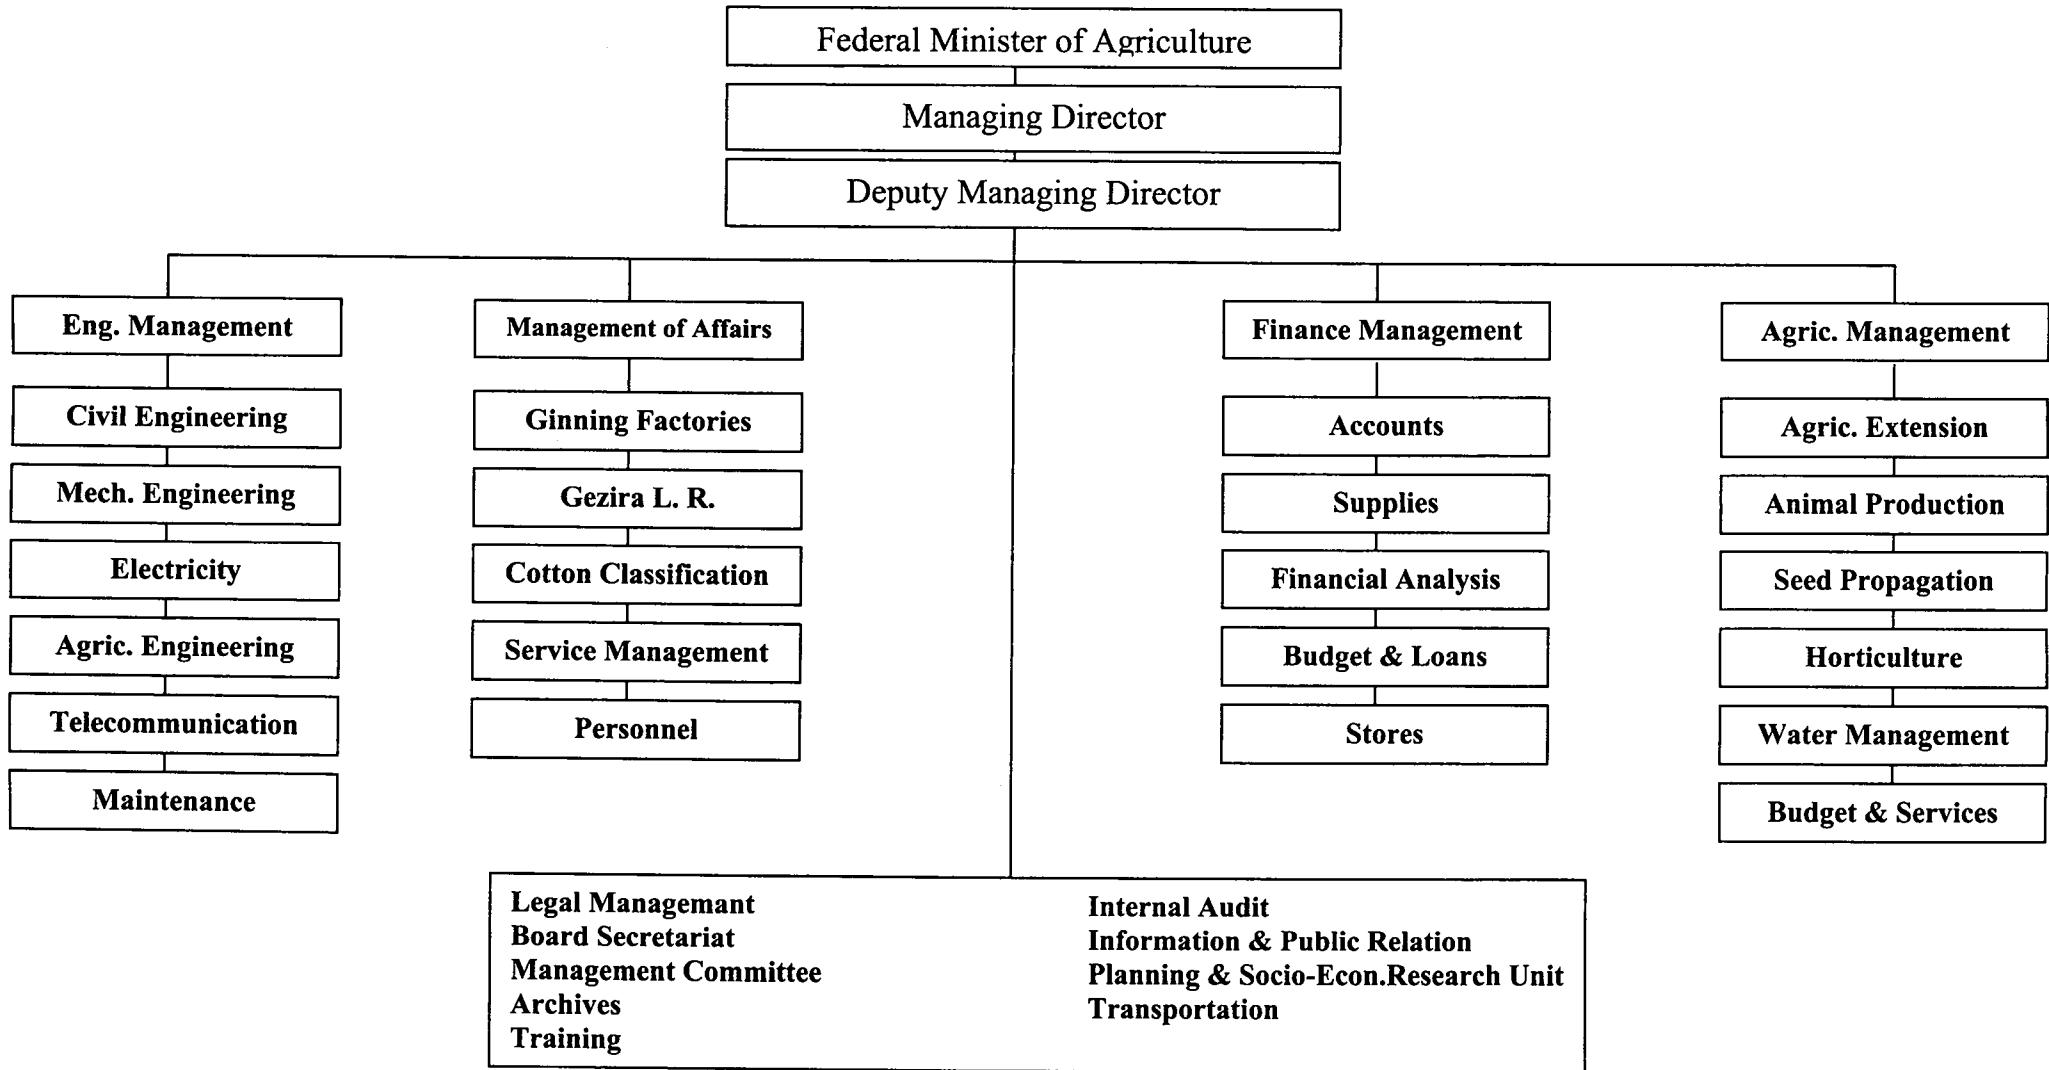 Federal Minister of Agriculture
Managing Director
Deputy Managing Director
Eng. Management
Civil Engineering
Mech. Engineering
Electricity
Agric. Engineering
Telecommunication
Maintenance
Management of Affairs
Ginning Factories
Gezira L. R.
Cotton Classification
Service Management
Personnel
Finance Management
Accounts
Supplies
Financial Analysis
Budget & Loans
Stores
Agric. Management
Agric. Extension
Animal Production
Seed Propagation
Horticulture
Water Management
Budget & Services
Legal Managemant
Board Secretariat
Management Committee
Archives
Training
Internal Audit
Information & Public Relation
Planning & Socio-Econ.Research Unit
Transportation